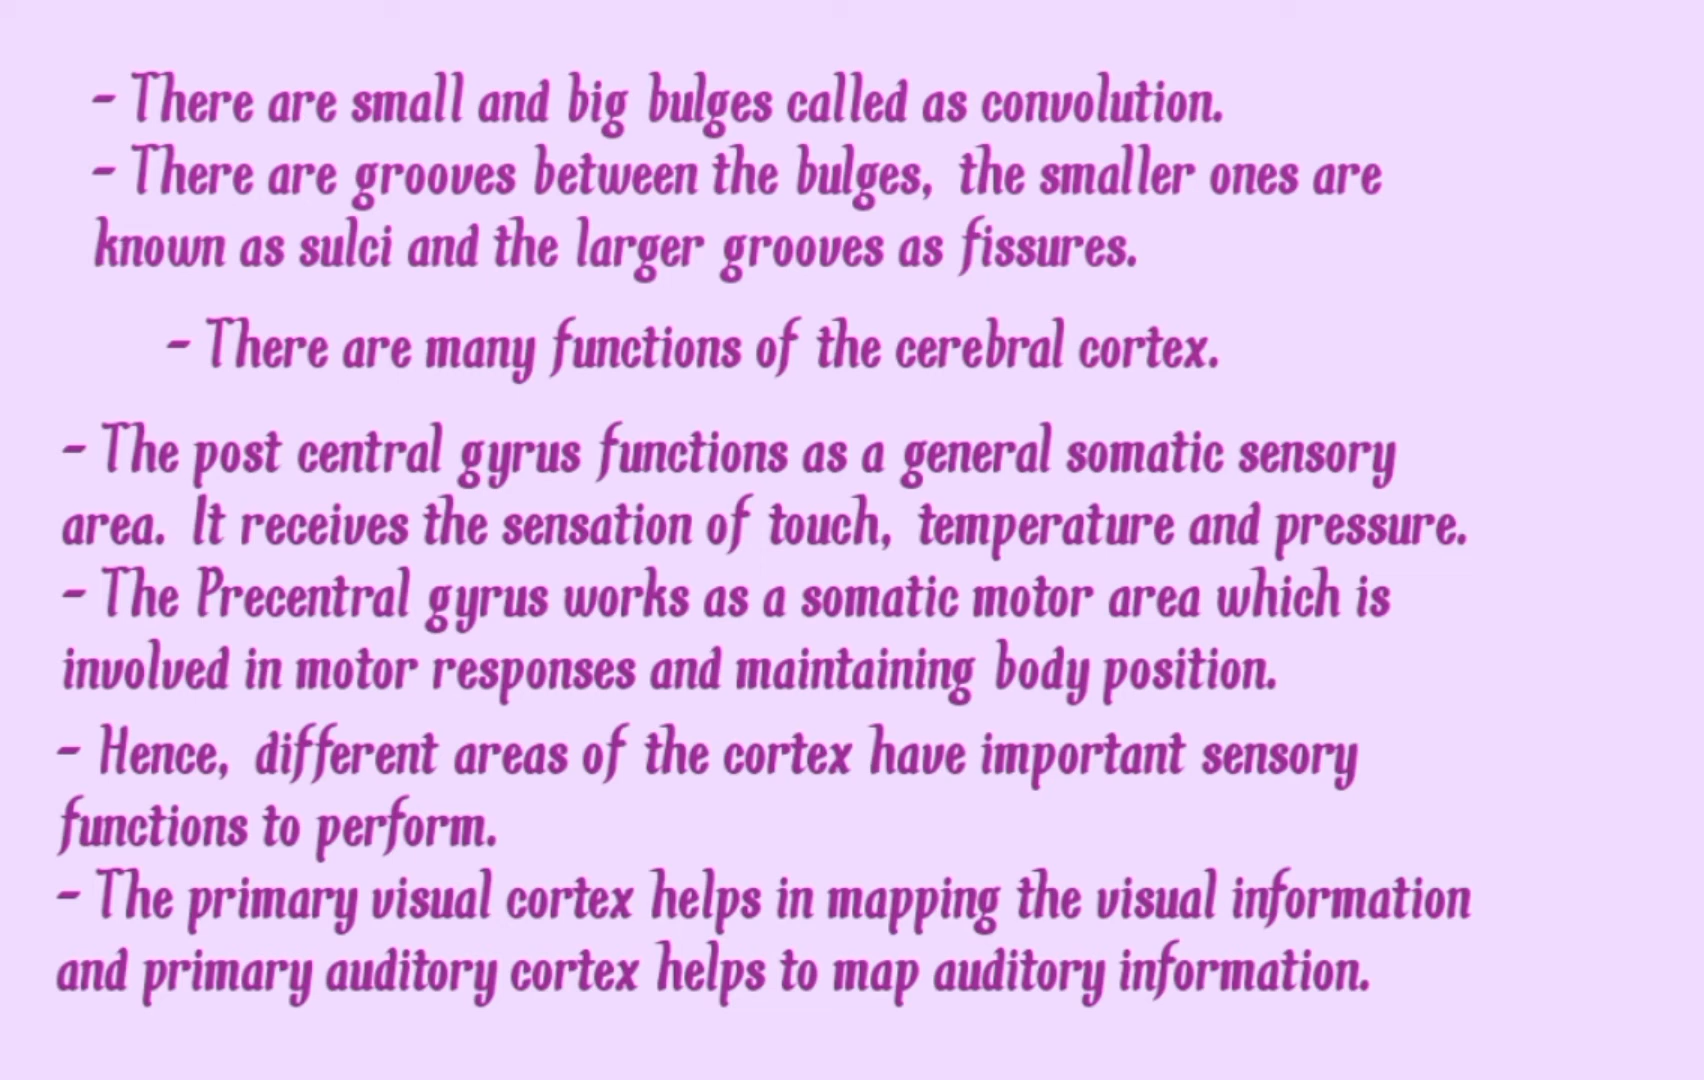 - There are small and big bulges called as convolution.
- There are grooves between the bulges, the smaller ones are
known as sulci and the larger grooves as fissures.
- There are many functions of the cerebral cortex.
- The post central gyrus functions as a general somatic sensory
area. It receives the sensation of touch, temperature and pressure.
- The Precentral gyrus works as a somatic motor area which is
involved in motor responses and maintaining body position.
- Hence, different areas of the cortex have important sensory
functions to perform.
- The primary visual cortex helps in mapping the visual information
and primary auditory cortex helps to map auditory information.